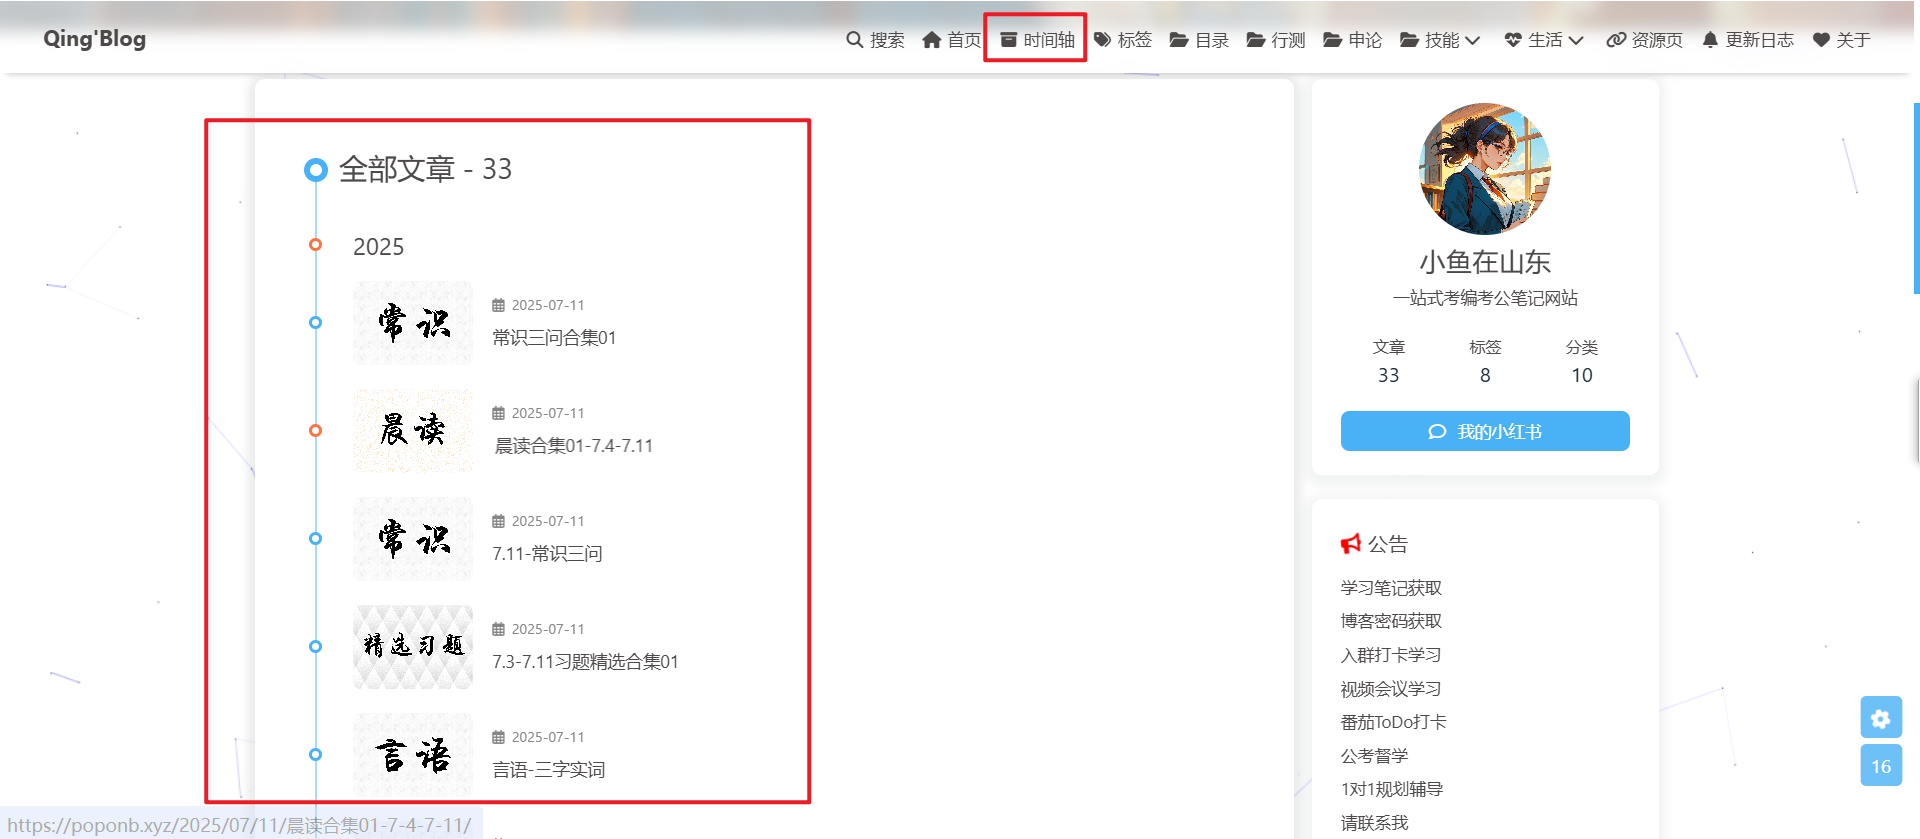 Qing'Blog
搜索 首页 时间轴 标签 目录 行测 申论 技能 生活 资源页 更新日志 关于
全部文章 - 33
2025
常识
2025-07-11
常识三问合集01
晨读
2025-07-11
晨读合集01-7.4-7.11
常识
2025-07-11
7.11-常识三问
精选习题
2025-07-11
7.3-7.11习题精选合集01
言语
2025-07-11
言语-三字实词
小鱼在山东
一站式考编考公笔记网站
文章 标签 分类
33 8 10
我的小红书
公告
学习笔记获取
博客密码获取
入群打卡学习
视频会议学习
番茄ToDo打卡
公考督学
1对1规划辅导
请联系我
16
https://poponb.xyz/2025/07/11/晨读合集01-7-4-7-11/